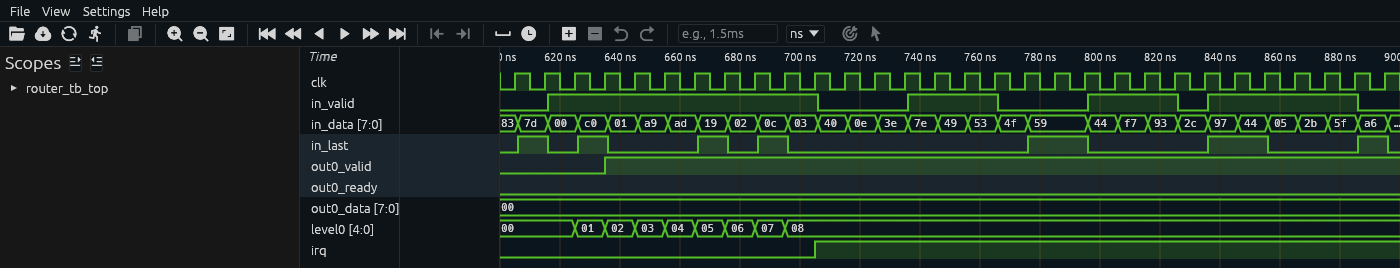 File View Settings Help
e.g., 1.5ms ns
Scopes
router_tb_top
Time 620 ns 640 ns 660 ns 680 ns 700 ns 720 ns 740 ns 760 ns 780 ns 800 ns 820 ns 840 ns 860 ns 880 ns
clk
in_valid
in_data [7:0] 83 7d 00 c0 01 a9 ad 19 02 0c 03 40 0e 3e 7e 49 53 4f 59 44 f7 93 2c 97 44 05 2b 5f a6 …
in_last
out0_valid
out0_ready
out0_data [7:0] 00
level0 [4:0] 00 01 02 03 04 05 06 07 08
irq